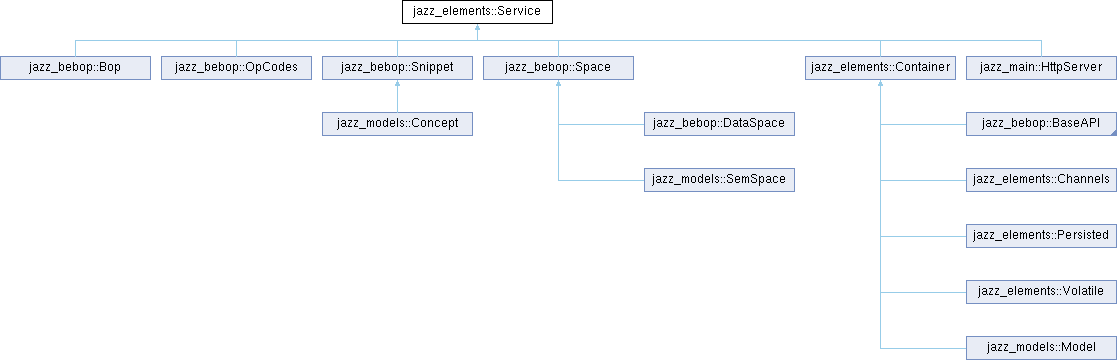 jazz_elements::Service
jazz_bebop::Bop
jazz_bebop::OpCodes
jazz_bebop::Snippet
jazz_bebop::Space
jazz_elements::Container
jazz_main::HttpServer
jazz_models::Concept
jazz_bebop::DataSpace
jazz_bebop::BaseAPI
jazz_models::SemSpace
jazz_elements::Channels
jazz_elements::Persisted
jazz_elements::Volatile
jazz_models::Model